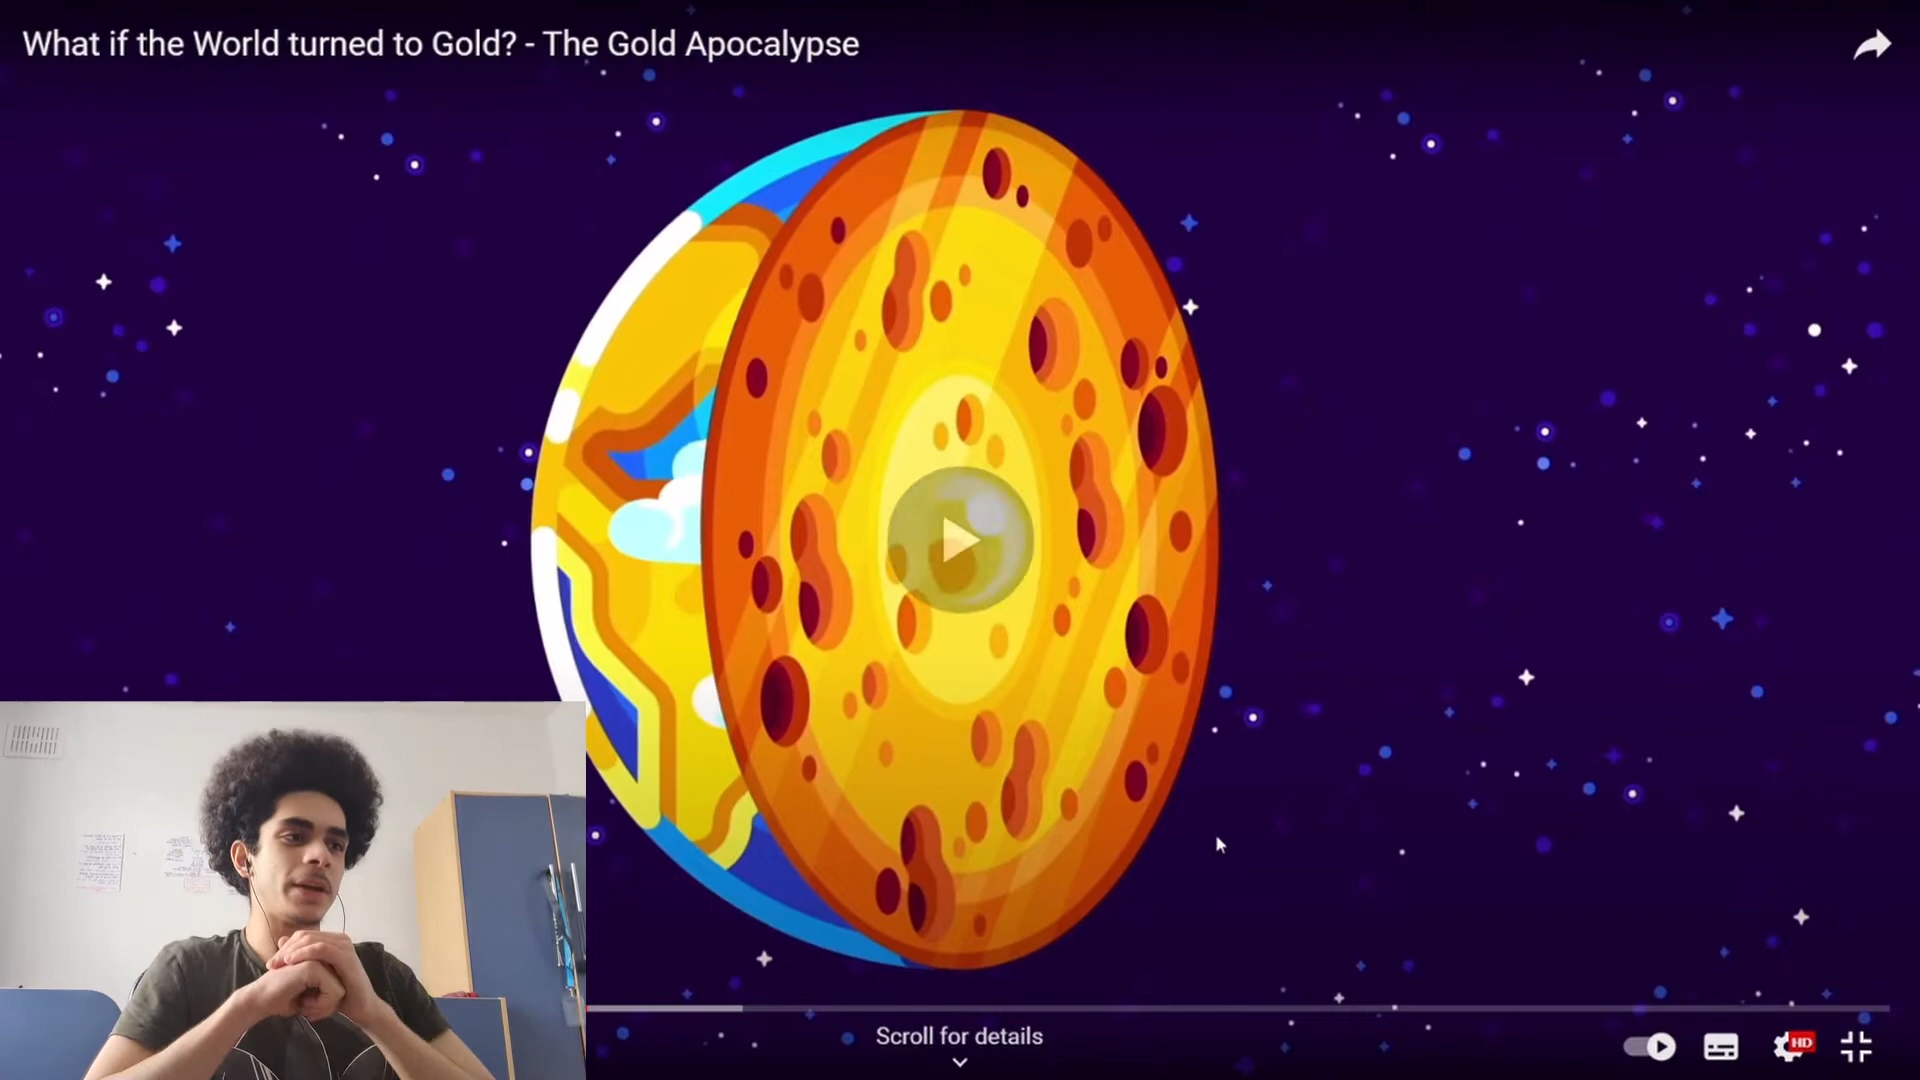 What if the World turned to Gold? - The Gold Apocalypse
Scroll for details
HD